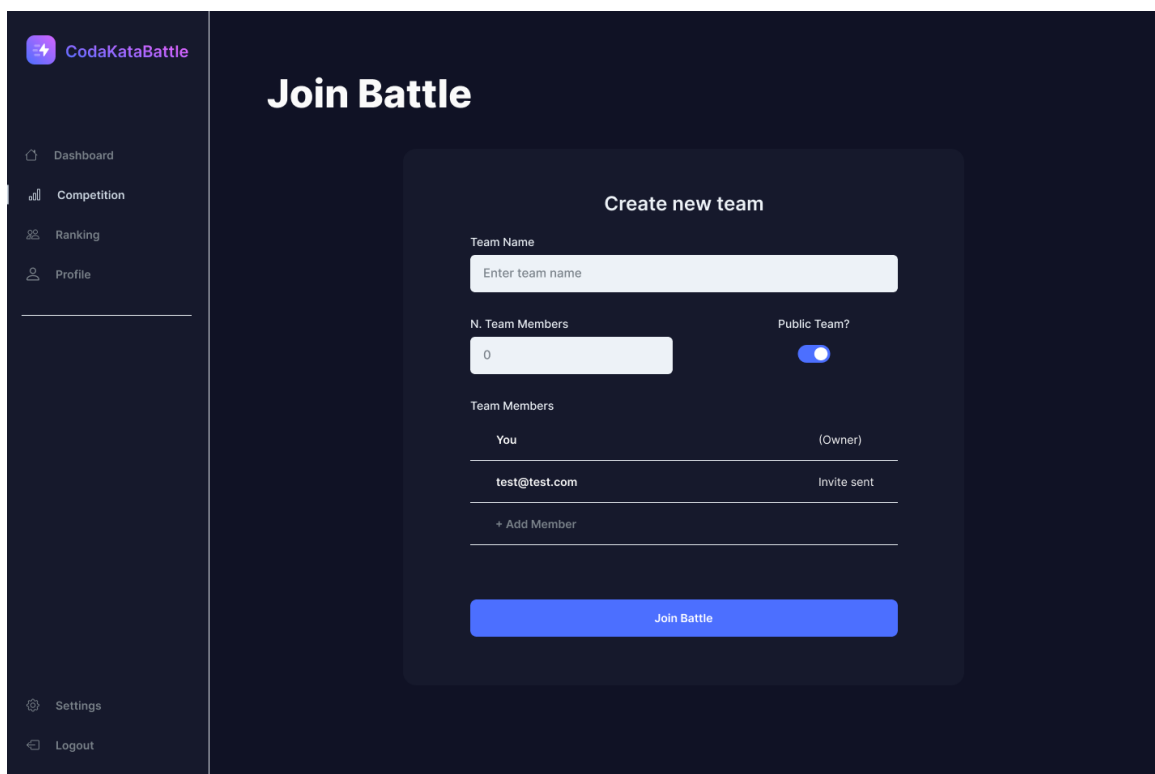 CodaKataBattle
Dashboard
Competition
Ranking
Profile
Settings
Logout
Join Battle
Create new team
Team Name
Enter team name
N. Team Members
Public Team?
0
Team Members
You (Owner)
test@test.com Invite sent
+ Add Member
Join Battle